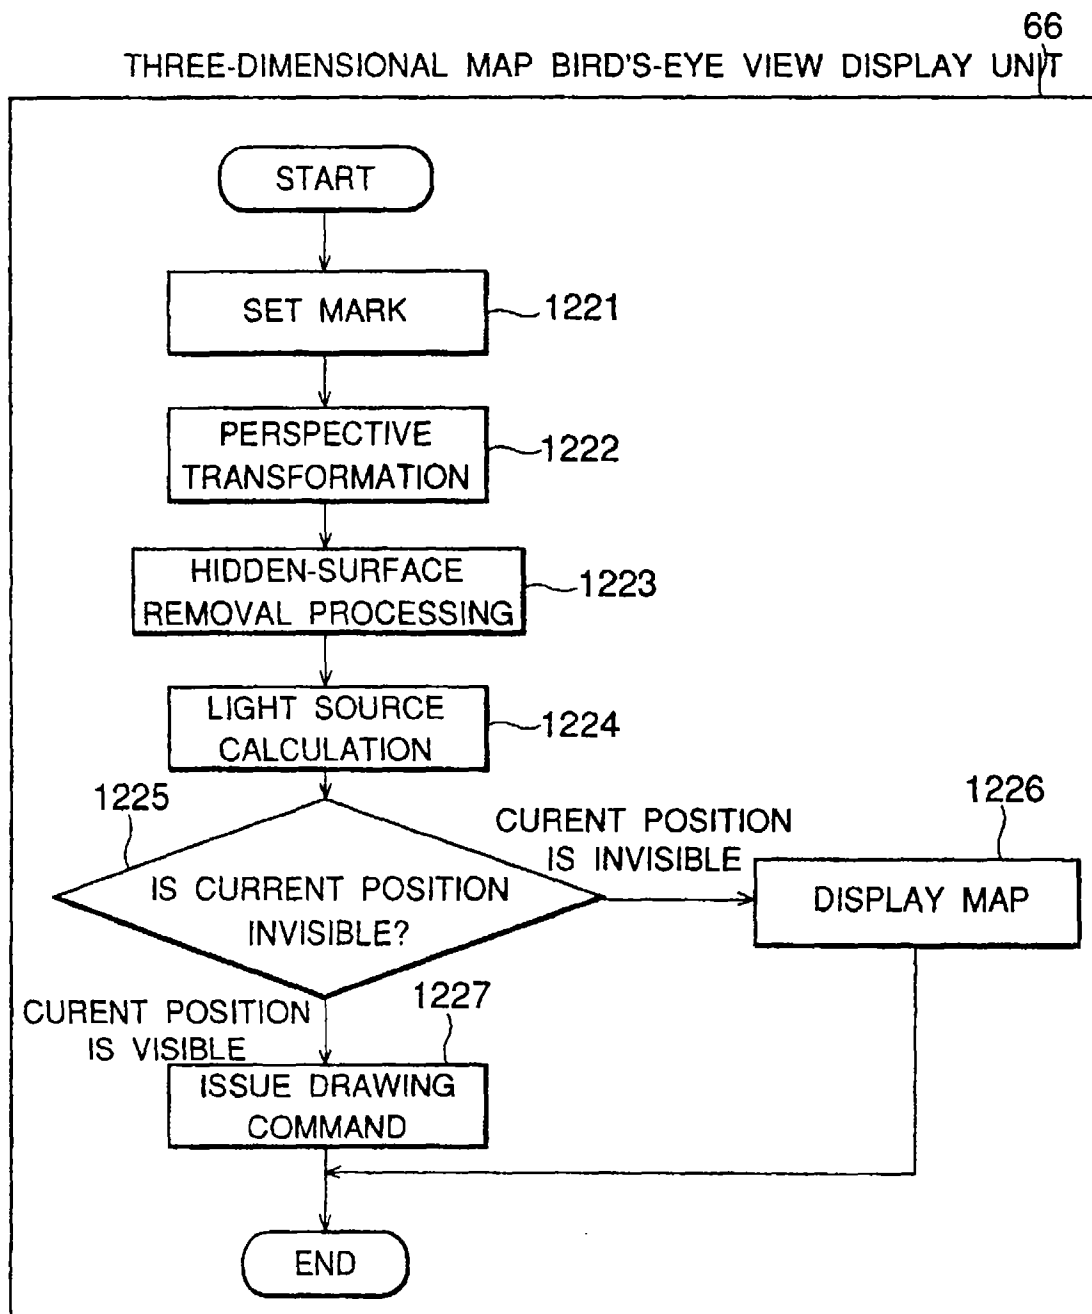 66
THREE-DIMENSIONAL MAP BIRD'S-EYE VIEW DISPLAY UNIT
START
SET MARK
1221
PERSPECTIVE
TRANSFORMATION
1222
HIDDEN-SURFACE
REMOVAL PROCESSING
1223
LIGHT SOURCE
CALCULATION
1224
1225
IS CURRENT POSITION
INVISIBLE?
CURENT POSITION
IS INVISIBLE
1226
DISPLAY MAP
CURENT POSITION
IS VISIBLE
1227
ISSUE DRAWING
COMMAND
END